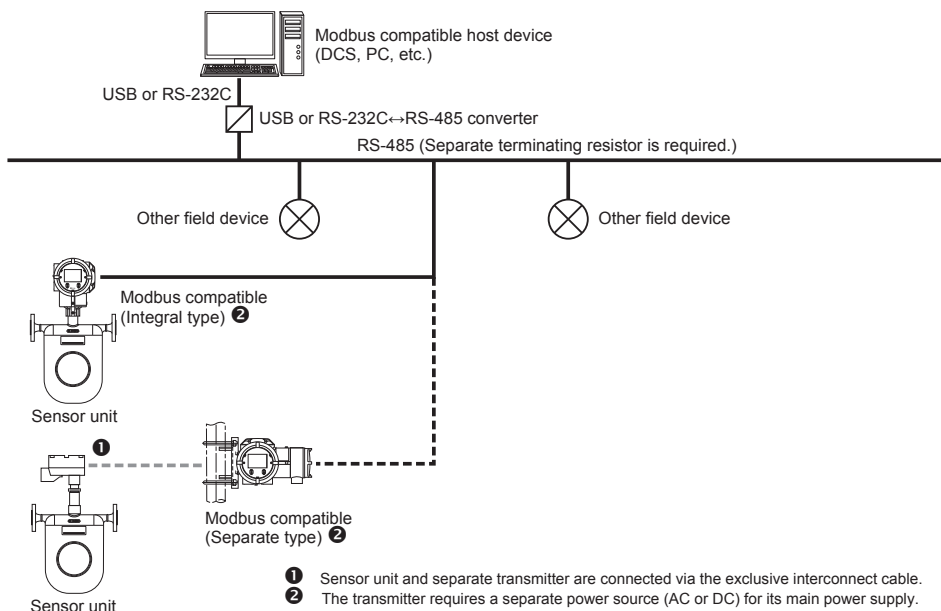 Modbus compatible host device
(DCS, PC, etc.)
USB or RS-232C
USB or RS-232C↔RS-485 converter
RS-485 (Separate terminating resistor is required.)
Other field device
Other field device
Modbus compatible
(Integral type) ❷
Sensor unit
❶
Modbus compatible
(Separate type) ❷
Sensor unit
❶ Sensor unit and separate transmitter are connected via the exclusive interconnect cable.
❷ The transmitter requires a separate power source (AC or DC) for its main power supply.